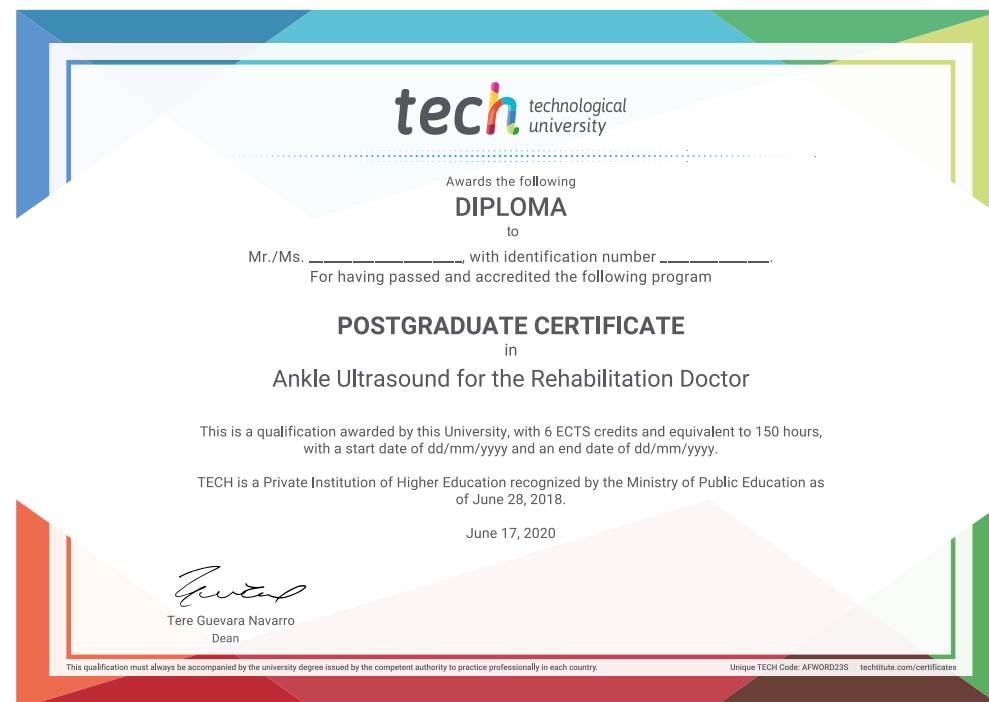 tech technological
university
Awards the following
DIPLOMA
to
Mr./Ms. __________________, with identification number _____________.
For having passed and accredited the following program
POSTGRADUATE CERTIFICATE
in
Ankle Ultrasound for the Rehabilitation Doctor
This is a qualification awarded by this University, with 6 ECTS credits and equivalent to 150 hours,
with a start date of dd/mm/yyyy and an end date of dd/mm/yyyy.
TECH is a Private Institution of Higher Education recognized by the Ministry of Public Education as
of June 28, 2018.
June 17, 2020
Tere Guevara Navarro
Dean
This qualification must always be accompanied by the university degree issued by the competent authority to practice professionally in each country. Unique TECH Code: AFWORD23S techtitute.com/certificates